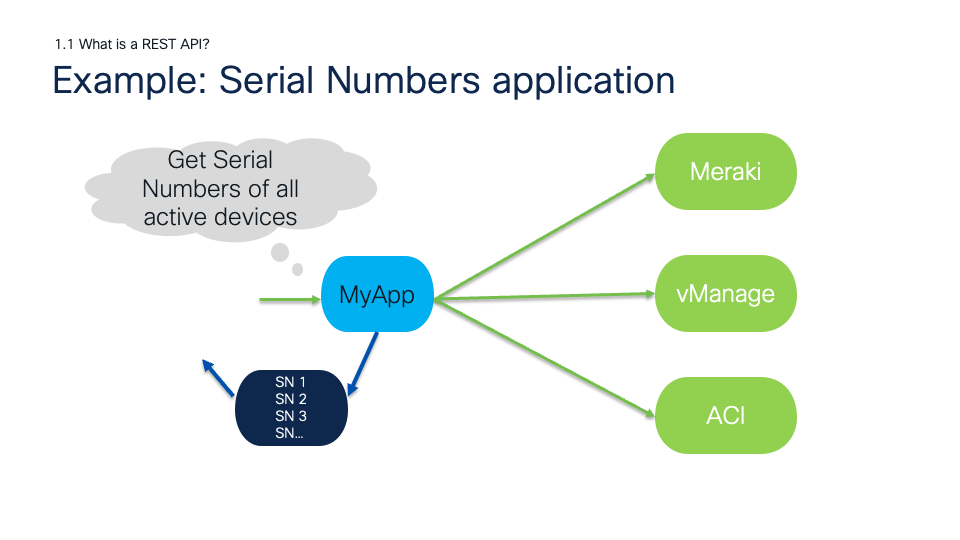 1.1 What is a REST API?
Example: Serial Numbers application
Get Serial
Numbers of all
active devices
Meraki
MyApp
vManage
SN 1
SN 2
SN 3
SN...
ACI